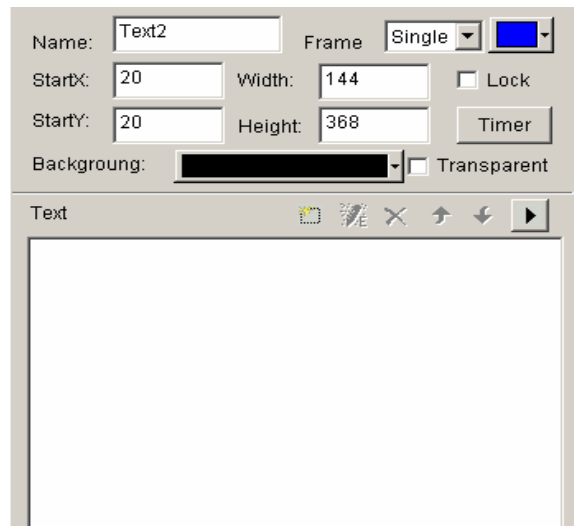 Name: Text2 Frame Single
StartX: 20 Width: 144 Lock
StartY: 20 Height: 368 Timer
Backgroung: Transparent
Text